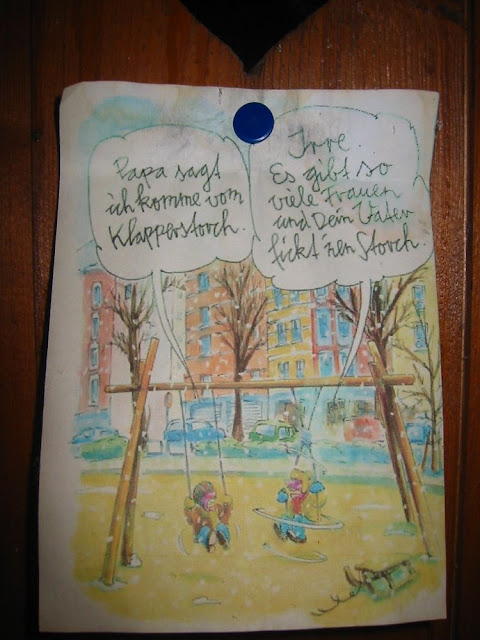 Papa sagt
ich komme vom
Klapperstorch.
Irre.
Es gibt so
viele Frauen
und Dein Vater
fickt 'nen Storch.